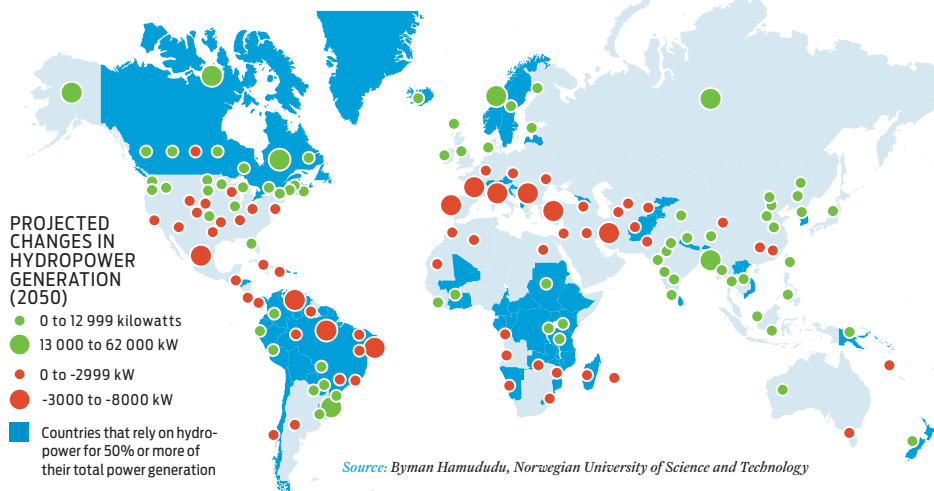 PROJECTED
CHANGES IN
HYDROPOWER
GENERATION
(2050)
0 to 12 999 kilowatts
13 000 to 62 000 kW
0 to -2999 kW
-3000 to -8000 kW
Countries that rely on hydro-
power for 50% or more of
their total power generation
Source: Byman Hamududu, Norwegian University of Science and Technology